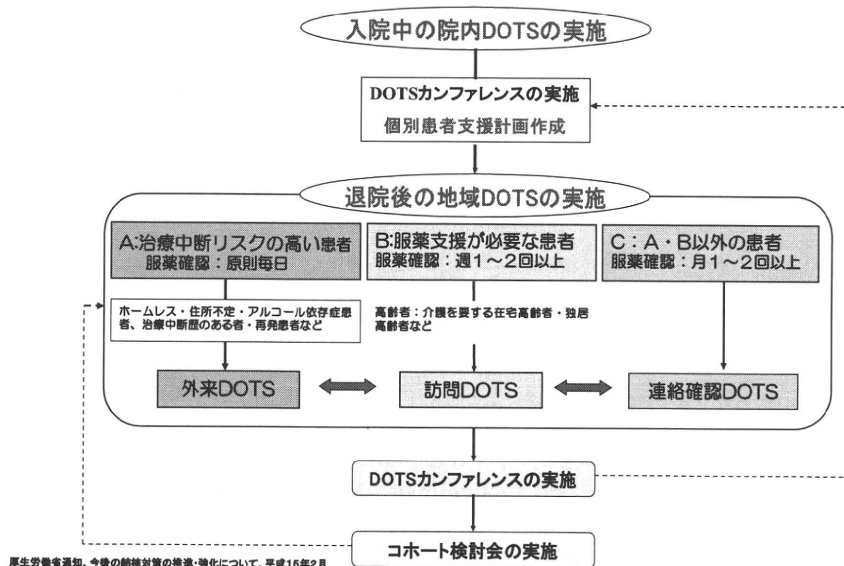 入院中の院内DOTSの実施
DOTSカンファレンスの実施
個別患者支援計画作成
退院後の地域DOTSの実施
A:治療中断リスクの高い患者
服薬確認:原則毎日
B:服薬支援が必要な患者
服薬確認:週1~2回以上
C:A・B以外の患者
服薬確認:月1~2回以上
ホームレス・住所不定・アルコール依存症患
者、治療中断歴のある者・再発患者など
高齢者:介護を要する在宅高齢者・独居
高齢者など
外来DOTS
訪問DOTS
連絡確認DOTS
DOTSカンファレンスの実施
コホート検討会の実施
厚生労働省通知、今後の結核対策の推進・強化について、平成15年2月